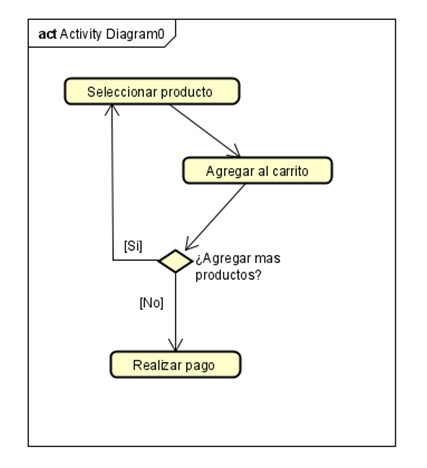 act Activity Diagram0
Seleccionar producto
Agregar al carrito
[Si]
¿Agregar mas
productos?
[No]
Realizar pago